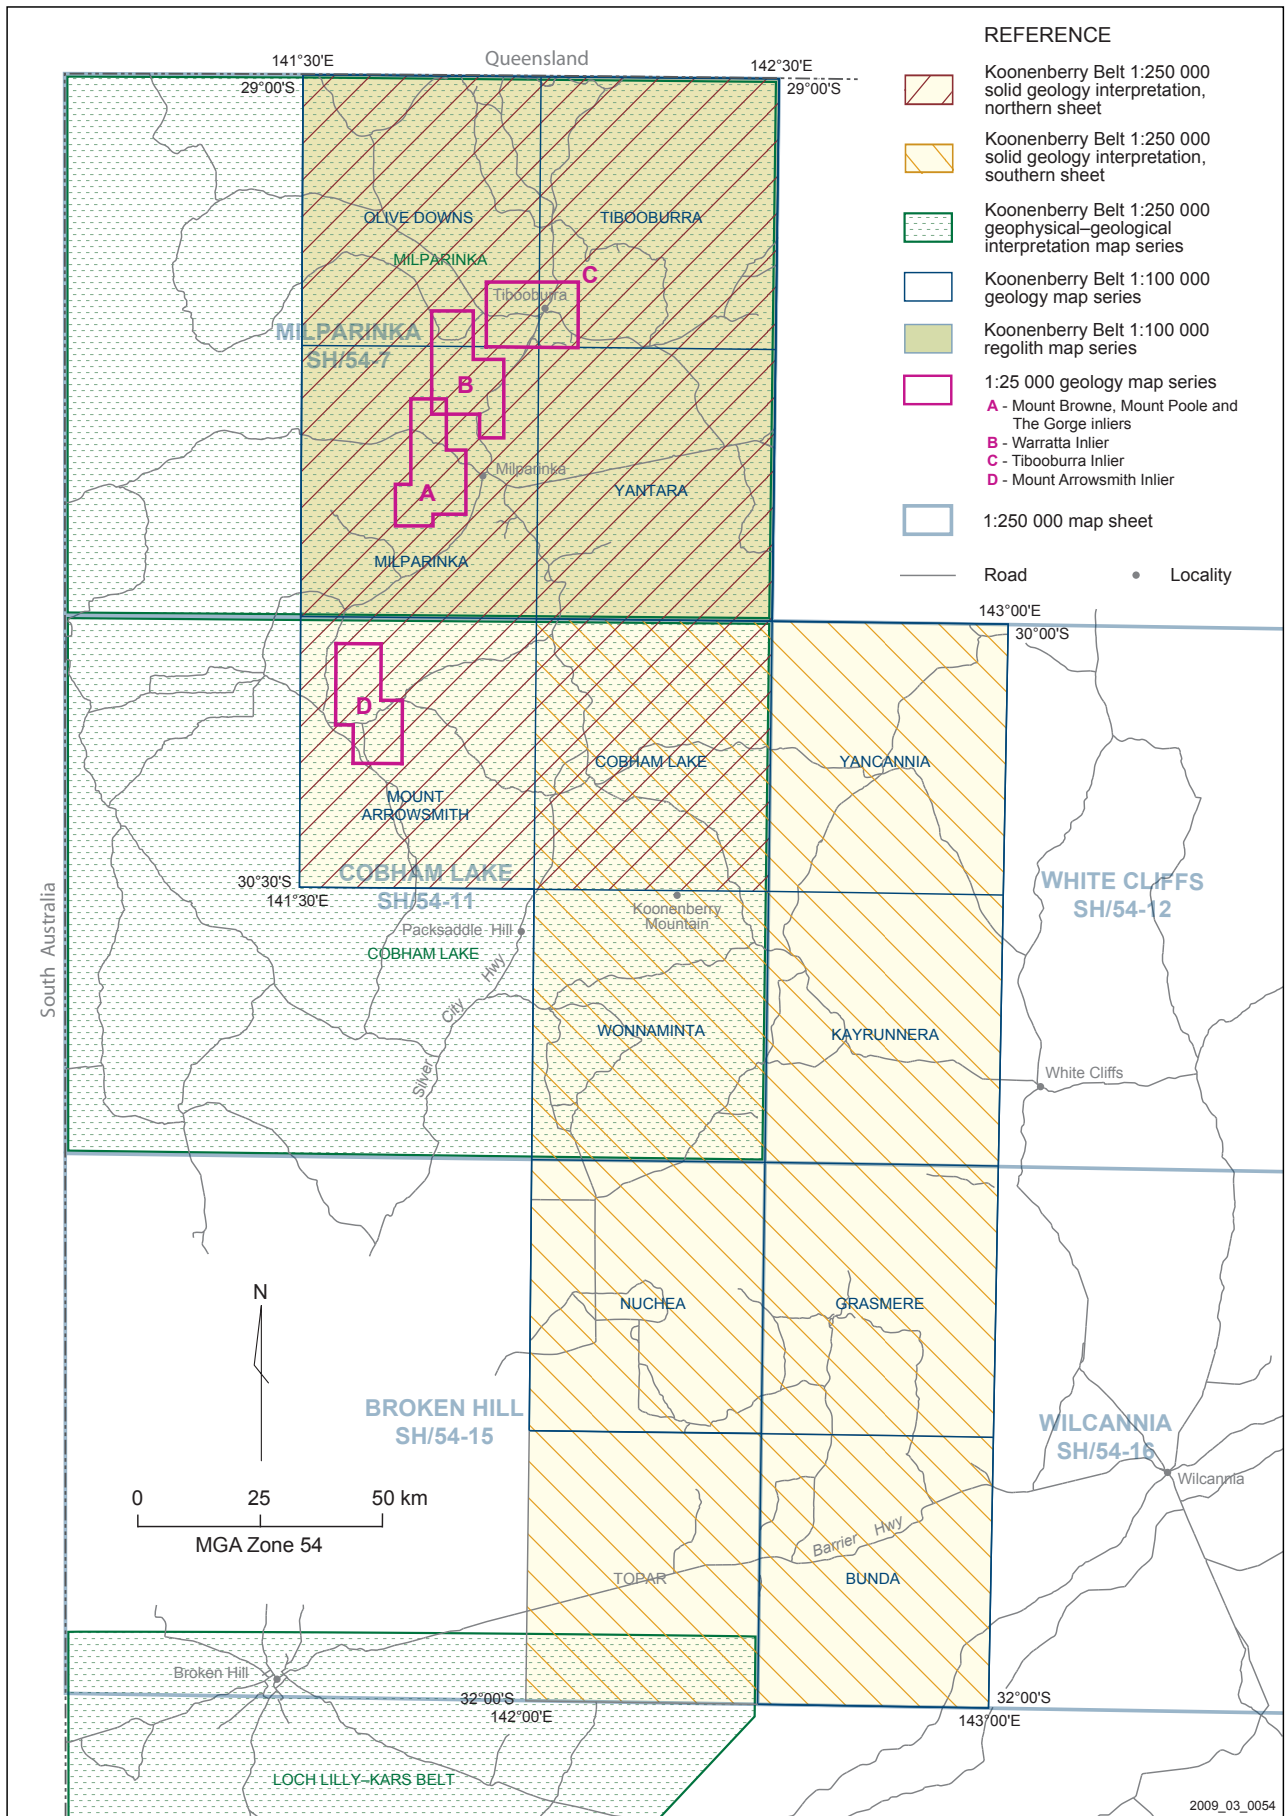 REFERENCE
Koonenberry Belt 1:250 000
solid geology interpretation,
northern sheet
Koonenberry Belt 1:250 000
solid geology interpretation,
southern sheet
Koonenberry Belt 1:250 000
geophysical–geological
interpretation map series
Koonenberry Belt 1:100 000
geology map series
Koonenberry Belt 1:100 000
regolith map series
1:25 000 geology map series
A - Mount Browne, Mount Poole and
The Gorge inliers
B - Warratta Inlier
C - Tibooburra Inlier
D - Mount Arrowsmith Inlier
1:250 000 map sheet
Road
Locality
Queensland
141°30'E
142°30'E
29°00'S
29°00'S
OLIVE DOWNS
TIBOOBURRA
MILPARINKA
C
Tibooburra
MILPARINKA
SH/54-7
B
Milparinka
A
YANTARA
MILPARINKA
143°00'E
30°00'S
D
COBHAM LAKE
YANCANNIA
MOUNT
ARROWSMITH
COBHAM LAKE
SH/54-11
30°30'S
141°30'E
WHITE CLIFFS
SH/54-12
Koonenberry
Mountain
Packsaddle Hill
COBHAM LAKE
South Australia
Silver City Hwy
WONNAMINTA
KAYRUNNERA
White Cliffs
N
NUCHEA
GRASMERE
BROKEN HILL
SH/54-15
WILCANNIA
SH/54-16
Wilcannia
0 25 50 km
MGA Zone 54
Barrier Hwy
TOPAR
BUNDA
Broken Hill
32°00'S
142°00'E
32°00'S
143°00'E
LOCH LILLY–KARS BELT
2009_03_0054